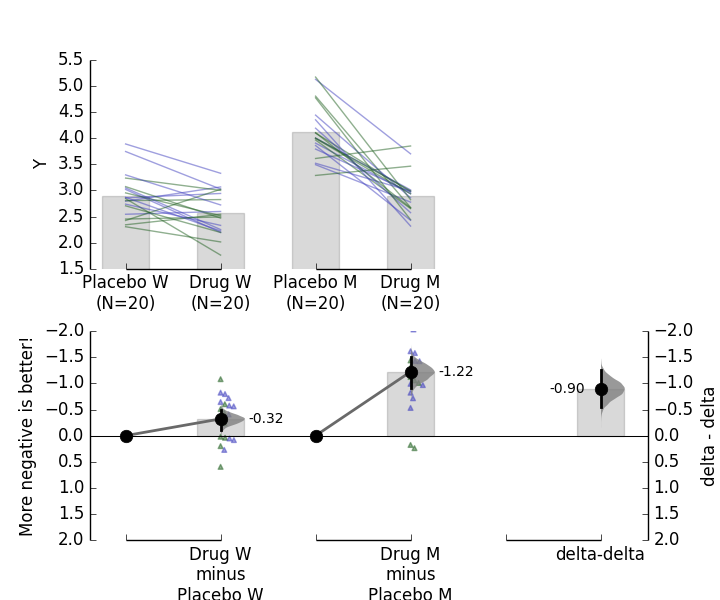 5.5
5.0
4.5
4.0
3.5
3.0
2.5
2.0
1.5
Y
Placebo W
(N=20)
Drug W
(N=20)
Placebo M
(N=20)
Drug M
(N=20)
More negative is better!
−2.0
−1.5
−1.0
−0.5
0.0
0.5
1.0
1.5
2.0
-0.32
-1.22
-0.90
−2.0
−1.5
−1.0
−0.5
0.0
0.5
1.0
1.5
2.0
delta - delta
Drug W
minus
Placebo W
Drug M
minus
Placebo M
delta-delta